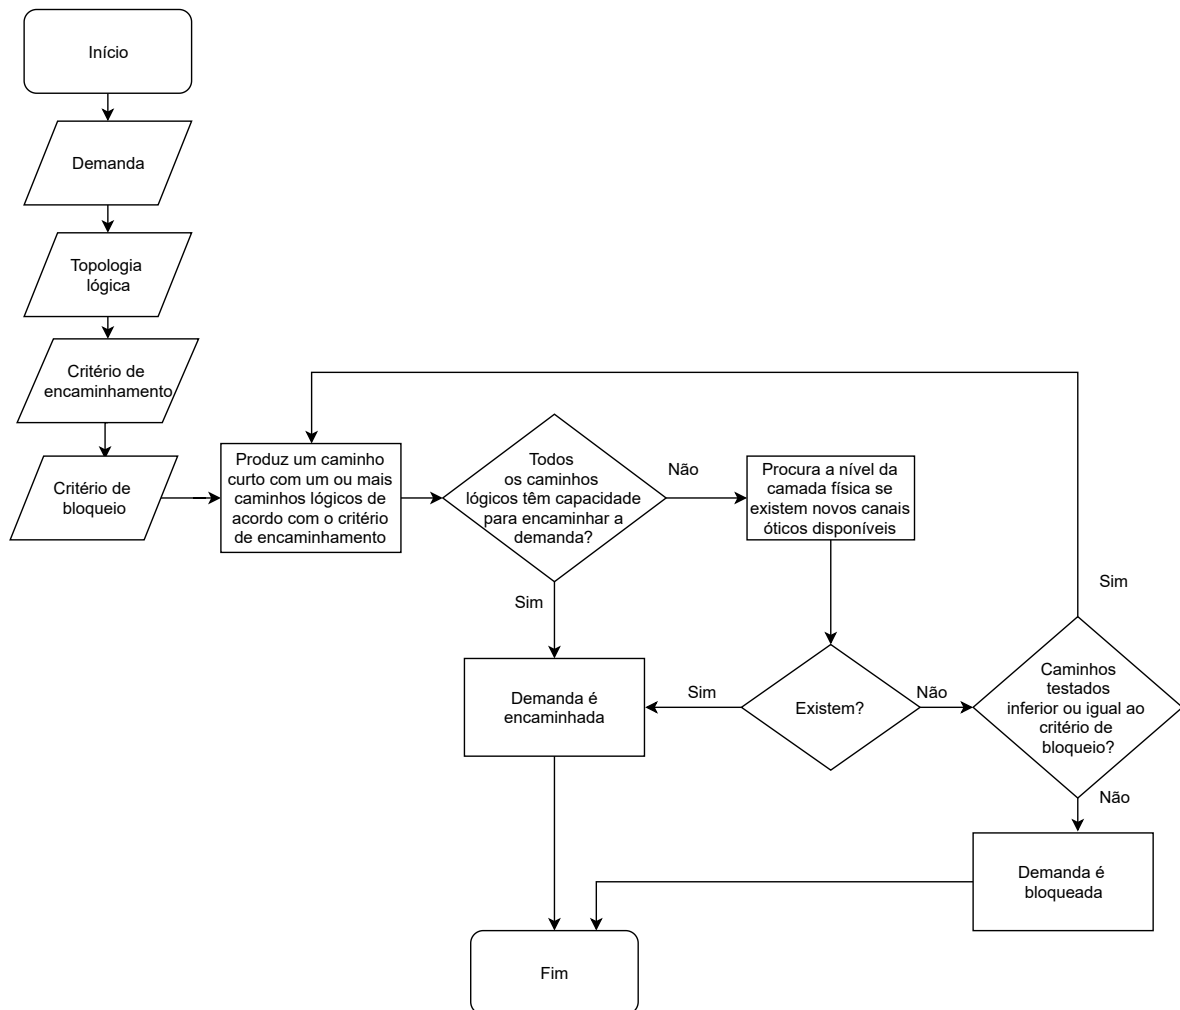 Início
Demanda
Topologia
lógica
Critério de
encaminhamento
Critério de
bloqueio
Produz um caminho
curto com um ou mais
caminhos lógicos de
acordo com o critério
de encaminhamento
Todos
os caminhos
lógicos têm capacidade
para encaminhar a
demanda?
Não
Procura a nível da
camada física se
existem novos canais
óticos disponíveis
Sim
Sim
Demanda é
encaminhada
Sim
Existem?
Não
Caminhos
testados
inferior ou igual ao
critério de
bloqueio?
Não
Demanda é
bloqueada
Fim